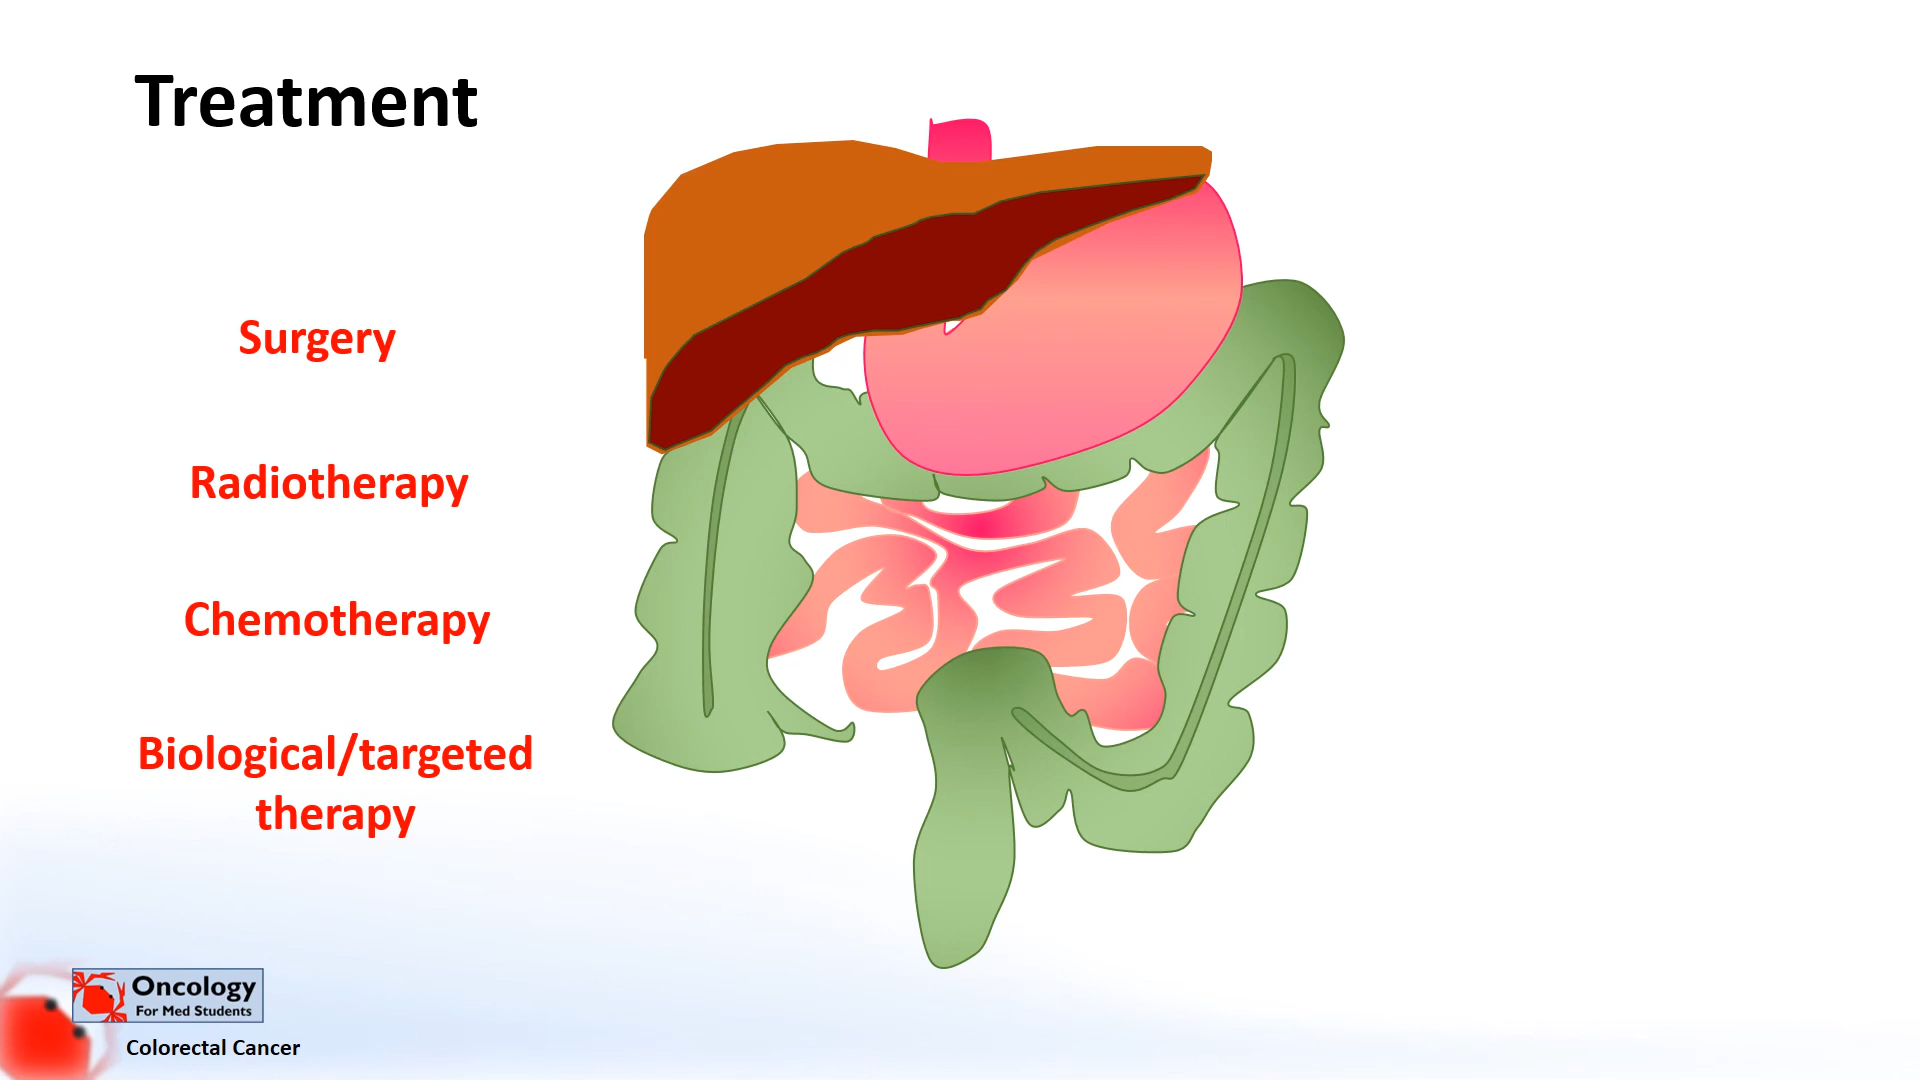 Treatment
Surgery
Radiotherapy
Chemotherapy
Biological/targeted
therapy
Oncology
For Med Students
Colorectal Cancer